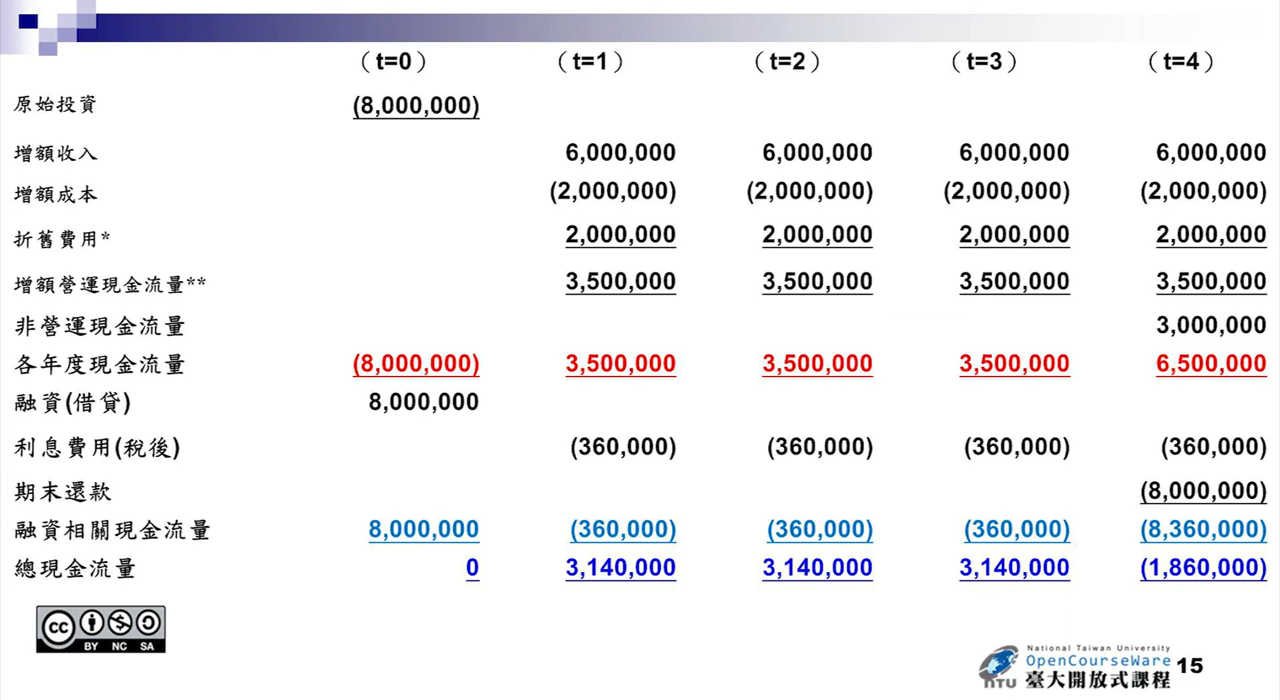 （t=0） （t=1） （t=2） （t=3） （t=4）
原始投資 (8,000,000)
增額收入 6,000,000 6,000,000 6,000,000 6,000,000
增額成本 (2,000,000) (2,000,000) (2,000,000) (2,000,000)
折舊費用* 2,000,000 2,000,000 2,000,000 2,000,000
增額營運現金流量** 3,500,000 3,500,000 3,500,000 3,500,000
非營運現金流量 3,000,000
各年度現金流量 (8,000,000) 3,500,000 3,500,000 3,500,000 6,500,000
融資(借貸) 8,000,000
利息費用(稅後) (360,000) (360,000) (360,000) (360,000)
期末還款 (8,000,000)
融資相關現金流量 8,000,000 (360,000) (360,000) (360,000) (8,360,000)
總現金流量 0 3,140,000 3,140,000 3,140,000 (1,860,000)
cc BY NC SA
National Taiwan University
OpenCourseWare
NTU 臺大開放式課程 15